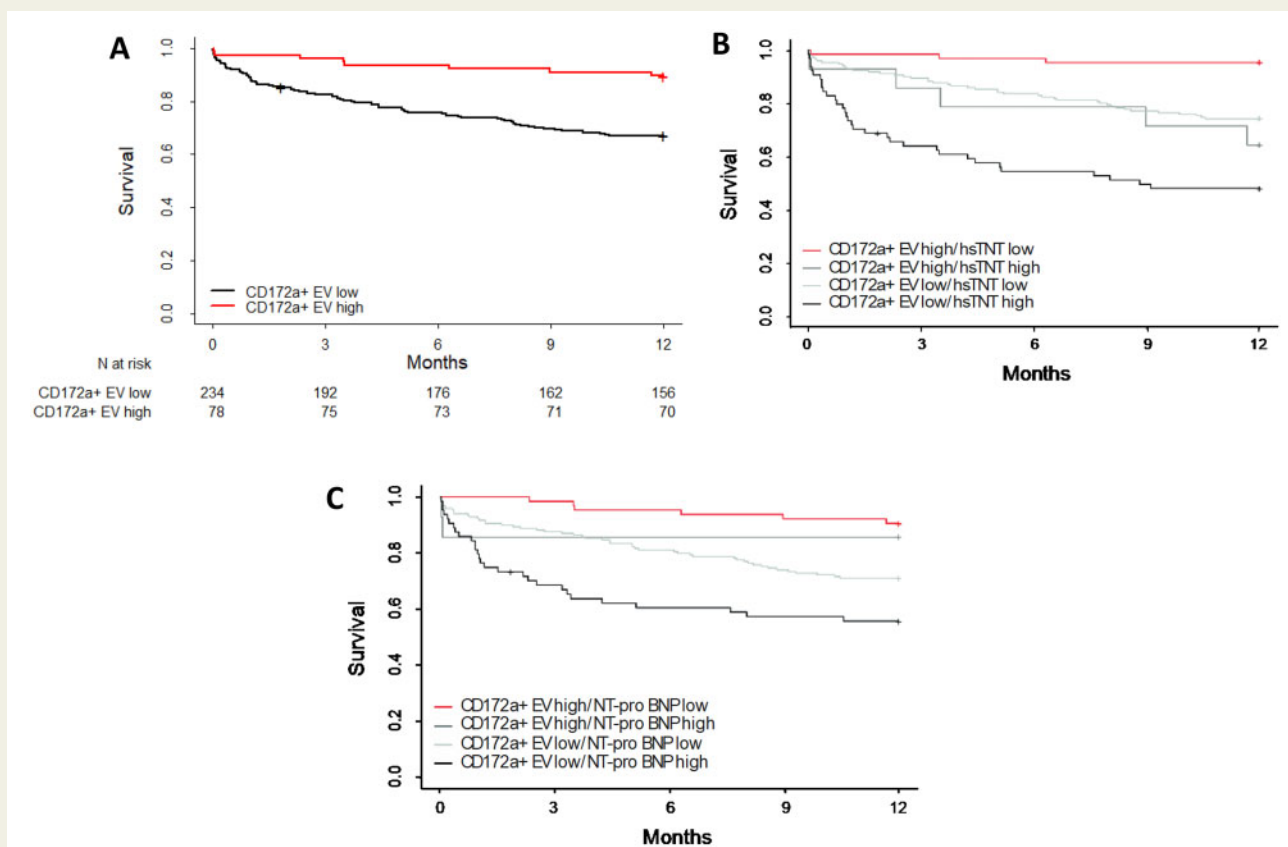 A
1.0
0.8
0.6
0.4
0.2
0.0
Survival
CD172a+ EV low
CD172a+ EV high
0 3 6 9 12
N at risk
Months
CD172a+ EV low 234 192 176 162 156
CD172a+ EV high 78 75 73 71 70
B
1.0
0.8
0.6
0.4
0.2
0.0
Survival
CD172a+ EV high/hsTNT low
CD172a+ EV high/hsTNT high
CD172a+ EV low/hsTNT low
CD172a+ EV low/hsTNT high
0 3 6 9 12
Months
C
1.0
0.8
0.6
0.4
0.2
0.0
Survival
CD172a+ EV high/NT-pro BNP low
CD172a+ EV high/NT-pro BNP high
CD172a+ EV low/NT-pro BNP low
CD172a+ EV low/NT-pro BNP high
0 3 6 9 12
Months